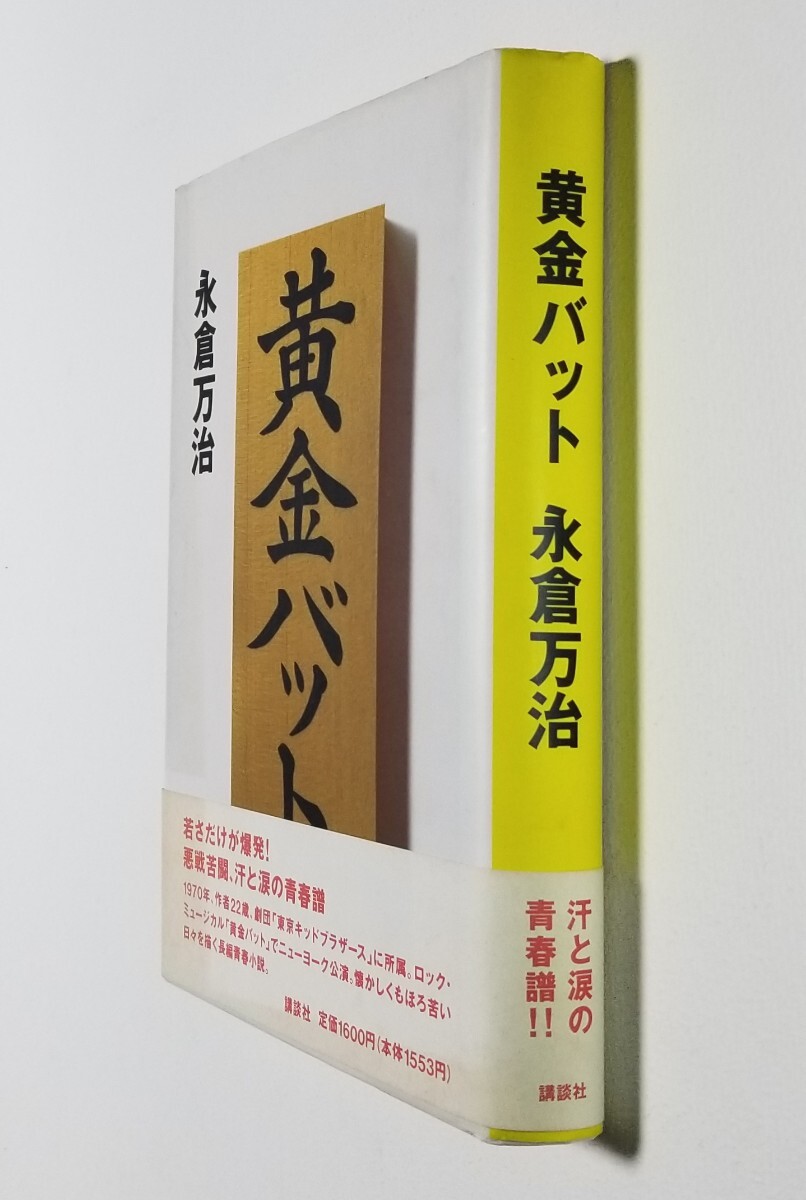 黄金バット
永倉万治
若さだけが爆発!
悪戦苦闘、汗と涙の青春譜
1970年、作者22歳、劇団「東京キッドブラザース」に所属。ロック・
ミュージカル「黄金バット」でニューヨーク公演。懐かしくもほろ苦い
日々を描く長編青春小説。
講談社 定価1600円(本体1553円)
黄金バット 永倉万治
汗と涙の
青春譜!!
講談社